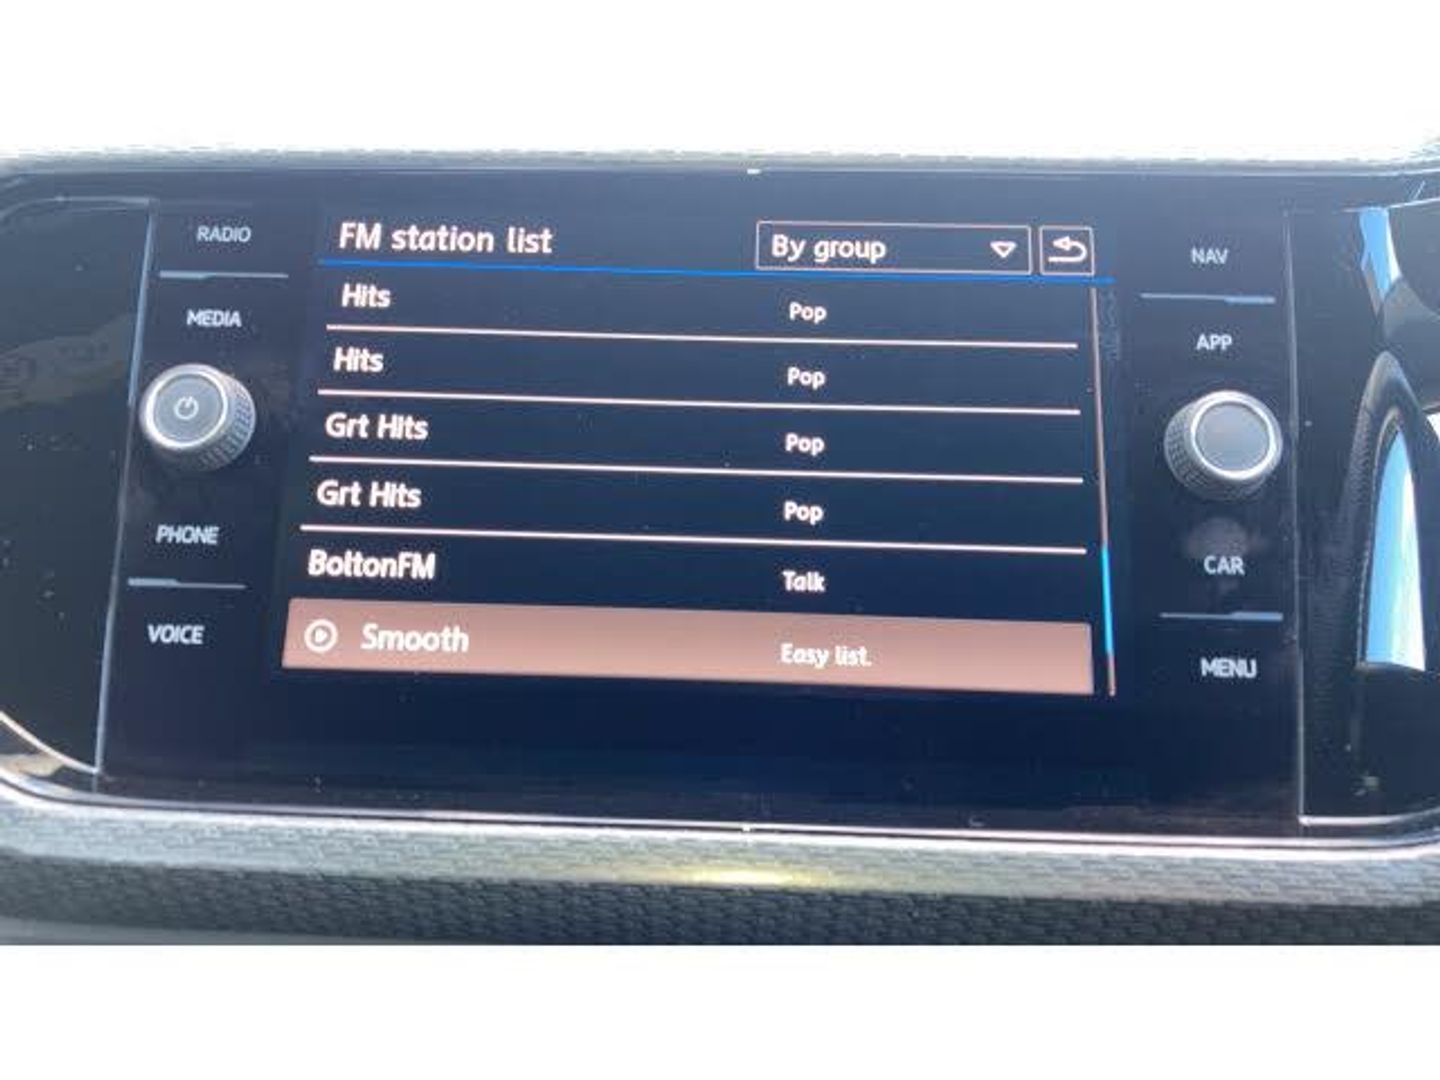 RADIO
MEDIA
PHONE
VOICE
FM station list
By group
Hits Pop
Hits Pop
Grt Hits Pop
Grt Hits Pop
BoltonFM Talk
Smooth Easy list.
NAV
APP
CAR
MENU